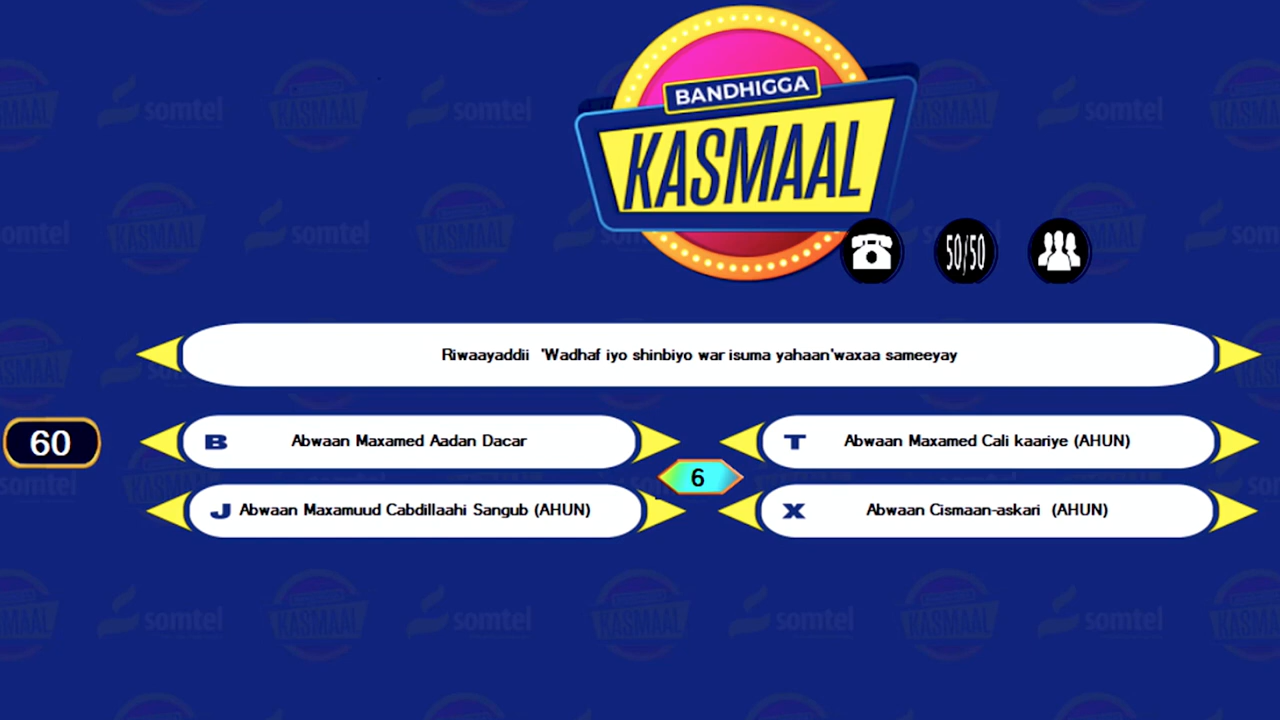 BANDHIGGA
KASMAAL
50/50
Riwaayaddii 'Wadhaf iyo shinbiyo war isuma yahaan'waxaa sameeyay
60
B Abwaan Maxamed Aadan Dacar
T Abwaan Maxamed Cali kaariye (AHUN)
6
J Abwaan Maxamuud Cabdillaahi Sangub (AHUN)
X Abwaan Cismaan-askari (AHUN)
somtel